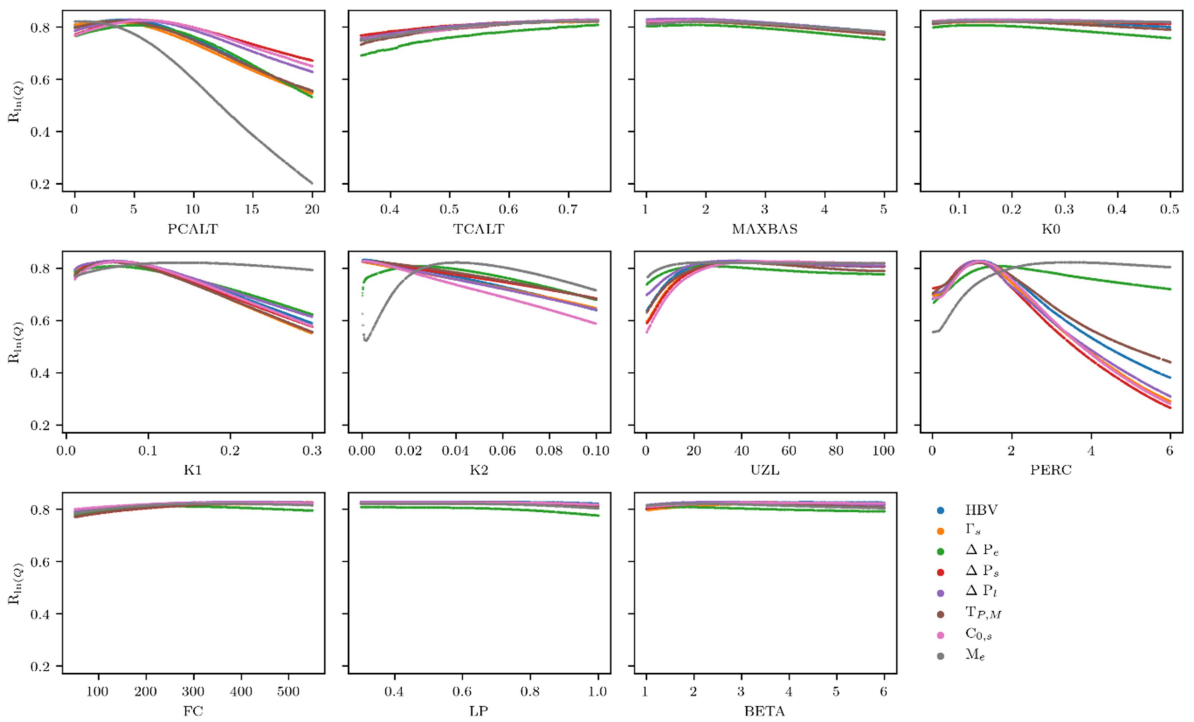 R_ln(Q)
0.8
0.6
0.4
0.2
0 5 10 15 20
PCALT
0.4 0.5 0.6 0.7
TCALT
1 2 3 4 5
MAXBAS
0.1 0.2 0.3 0.4 0.5
K0
R_ln(Q)
0.8
0.6
0.4
0.2
0.0 0.1 0.2 0.3
K1
0.00 0.02 0.04 0.06 0.08 0.10
K2
0 20 40 60 80 100
UZL
0 2 4 6
PERC
R_ln(Q)
0.8
0.6
0.4
0.2
100 200 300 400 500
FC
0.4 0.6 0.8 1.0
LP
1 2 3 4 5 6
BETA
HBV
Γ_s
Δ P_e
Δ P_s
Δ P_l
T_P,M
C_0,s
M_e